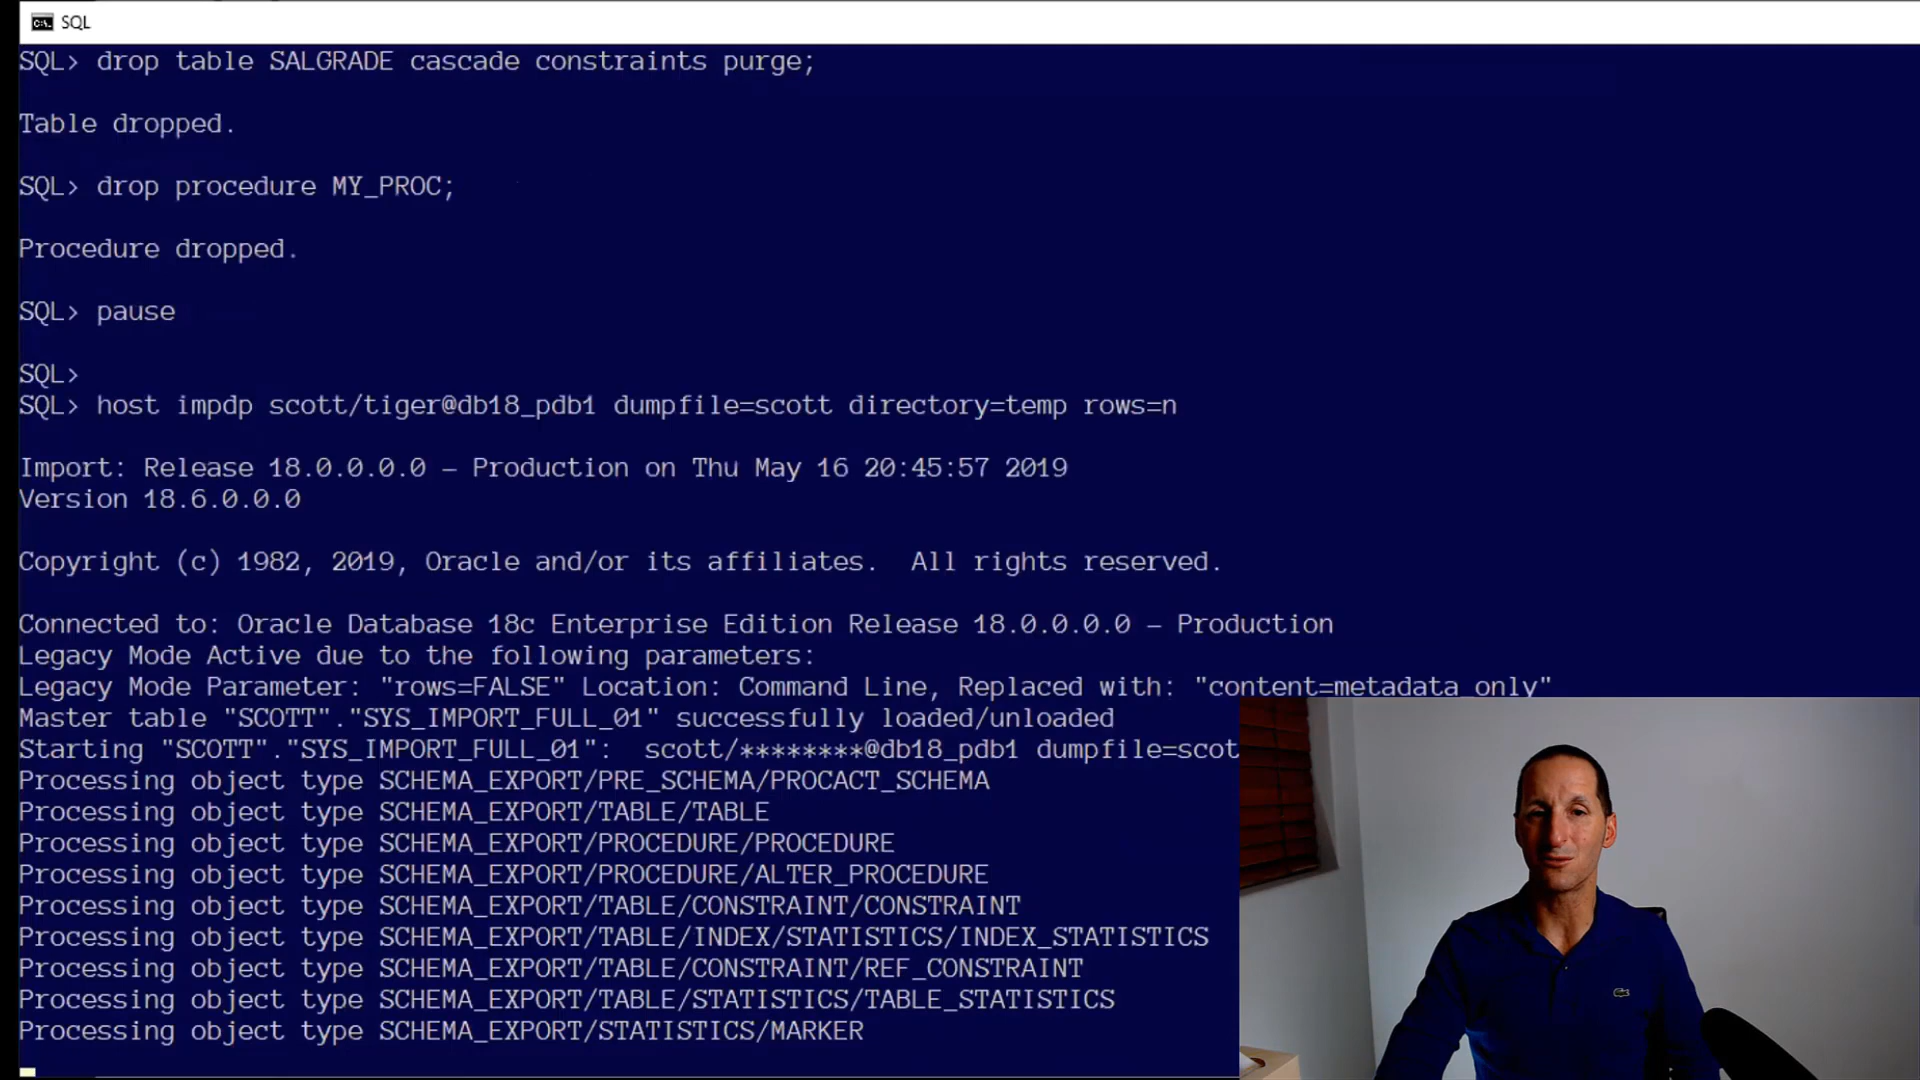 SQL
SQL> drop table SALGRADE cascade constraints purge;
Table dropped.
SQL> drop procedure MY_PROC;
Procedure dropped.
SQL> pause
SQL>
SQL> host impdp scott/tiger@db18_pdb1 dumpfile=scott directory=temp rows=n
Import: Release 18.0.0.0.0 – Production on Thu May 16 20:45:57 2019
Version 18.6.0.0.0
Copyright (c) 1982, 2019, Oracle and/or its affiliates.  All rights reserved.
Connected to: Oracle Database 18c Enterprise Edition Release 18.0.0.0.0 – Production
Legacy Mode Active due to the following parameters:
Legacy Mode Parameter: "rows=FALSE" Location: Command Line, Replaced with: "content=metadata_only"
Master table "SCOTT"."SYS_IMPORT_FULL_01" successfully loaded/unloaded
Starting "SCOTT"."SYS_IMPORT_FULL_01":  scott/********@db18_pdb1 dumpfile=scot
Processing object type SCHEMA_EXPORT/PRE_SCHEMA/PROCACT_SCHEMA
Processing object type SCHEMA_EXPORT/TABLE/TABLE
Processing object type SCHEMA_EXPORT/PROCEDURE/PROCEDURE
Processing object type SCHEMA_EXPORT/PROCEDURE/ALTER_PROCEDURE
Processing object type SCHEMA_EXPORT/TABLE/CONSTRAINT/CONSTRAINT
Processing object type SCHEMA_EXPORT/TABLE/INDEX/STATISTICS/INDEX_STATISTICS
Processing object type SCHEMA_EXPORT/TABLE/CONSTRAINT/REF_CONSTRAINT
Processing object type SCHEMA_EXPORT/TABLE/STATISTICS/TABLE_STATISTICS
Processing object type SCHEMA_EXPORT/STATISTICS/MARKER